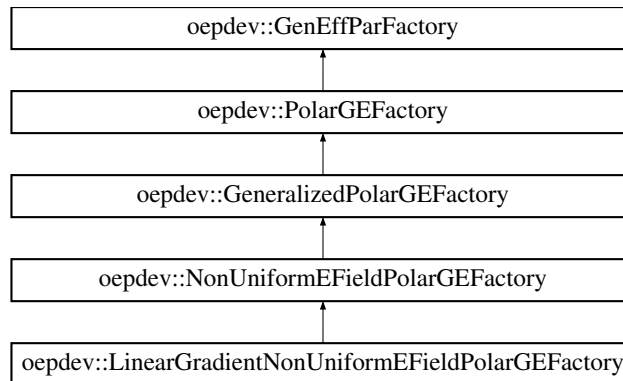 oepdev::GenEffParFactory
oepdev::PolarGEFactory
oepdev::GeneralizedPolarGEFactory
oepdev::NonUniformEFieldPolarGEFactory
oepdev::LinearGradientNonUniformEFieldPolarGEFactory